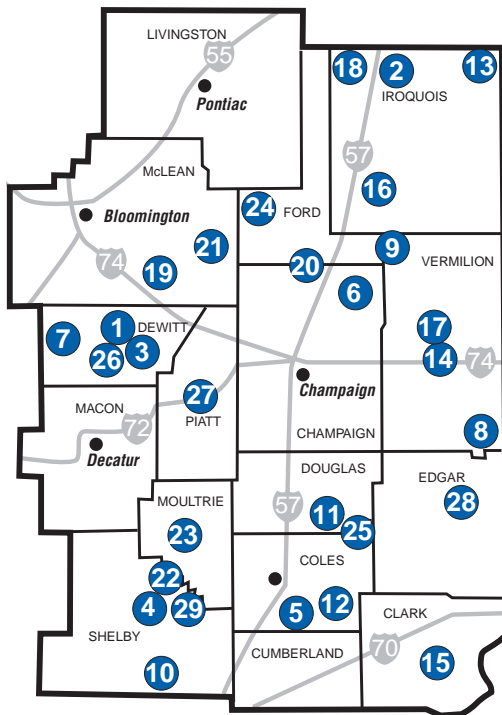 LIVINGSTON
55
Pontiac
18
2
13
IROQUOIS
57
McLEAN
16
24
FORD
Bloomington
21
9
74
19
20
VERMILION
6
7
1
DEWITT
17
26
3
14
74
27
Champaign
MACON
PIATT
72
CHAMPAIGN
8
Decatur
DOUGLAS
EDGAR
MOULTRIE
28
57
11
23
25
COLES
22
4
29
5
12
CLARK
SHELBY
CUMBERLAND
70
15
10